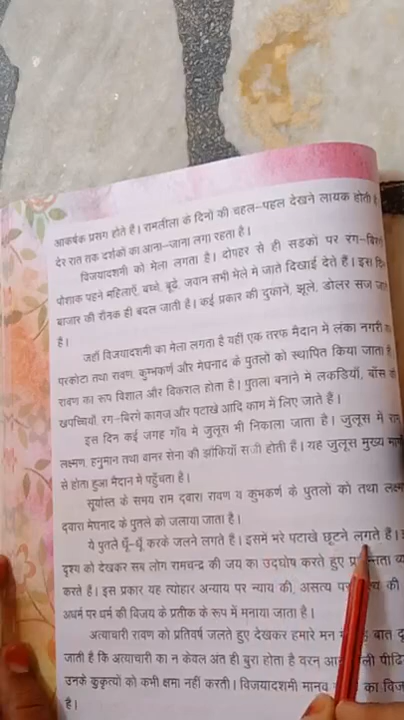 आकर्षक प्रसंग होते है। रामलीला के दिनों की चहल-पहल देखने लायक होती है
देर रात तक दर्शकों का आना-जाना लगा रहता है।
विजयादशमी को मेला लगता है। दोपहर से ही सडकों पर रंग-बिरंगी
पोशाक पहने महिलाएँ, बच्चे, बूढे, जवान सभी मेले में जाते दिखाई देते हैं। इस दिन
बाजार की रौनक ही बदल जाती है। कई प्रकार की दुकानें, झूले, डोलर सज जाते
है।
जहाँ विजयादशमी का मेला लगता है यहीं एक तरफ मैदान में लंका नगरी का
परकोटा तथा रावण, कुम्भकर्ण और मेघनाद के पुतलों को स्थापित किया जाता है
रावण का रूप विशाल और विकराल होता है। पुतला बनाने में लकडियाँ, बाँस की
खपच्चियाँ, रग-बिरगे कागज और पटाखे आदि काम में लिए जाते हैं।
इस दिन कई जगह गाँव में जुलूस भी निकाला जाता है। जुलूस में राम
लक्ष्मण, हनुमान तथा वानर सेना की झाँकियाँ होती है। यह जुलूस मुख्य
से होता हुआ मैदान में पहुँचता है।
सूर्यास्त के समय राम द्वारा रावण य कुम्भकर्ण के पुतलों को तथा
द्वारा मेघनाद के पुतले को जलाया जाता है।
ये पुतले धूँ-धूँ करके जलने लगते है। इसमें भरे पटाखे छूटने लगते हैं।
दृश्य को देखकर सब लोग रामचन्द्र की जय का उद्घोष करते हुए
करते है। इस प्रकार यह त्योहार अन्याय पर न्याय की, असत्य पर की
अधर्म पर धर्म की विजय के प्रतीक के रूप में मनाया जाता है।
अत्याचारी रावण को प्रतिवर्ष जलते हुए देखकर हमारे मन बात
जाती है कि अत्याचारी का न केवल अंत ही बुरा होता है वरन्
उनके कुकृत्यों को कभी क्षमा नहीं करती। विजयादशमी मानव का
है।